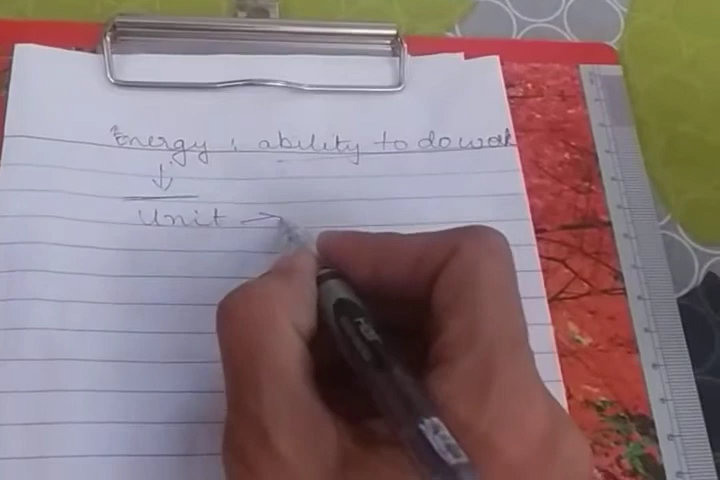 Energy : ability to do work
↓
Unit →